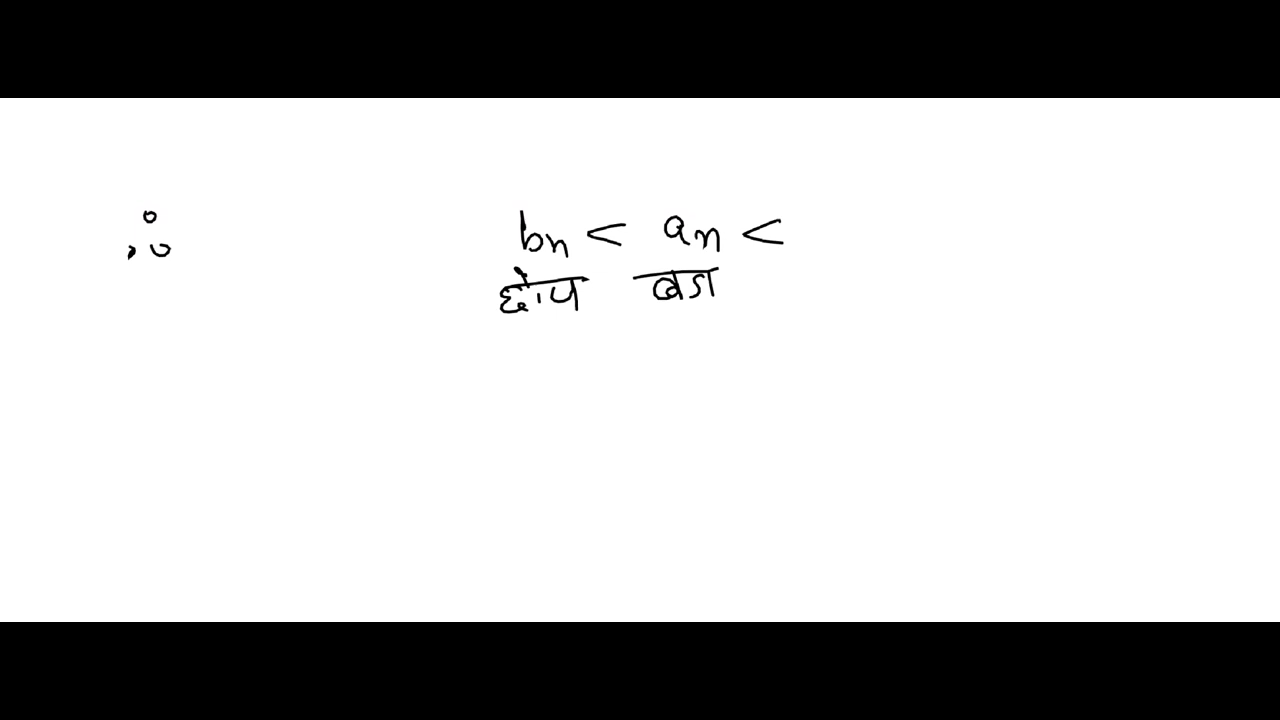 ∴ bn < an <
छोटा बडा